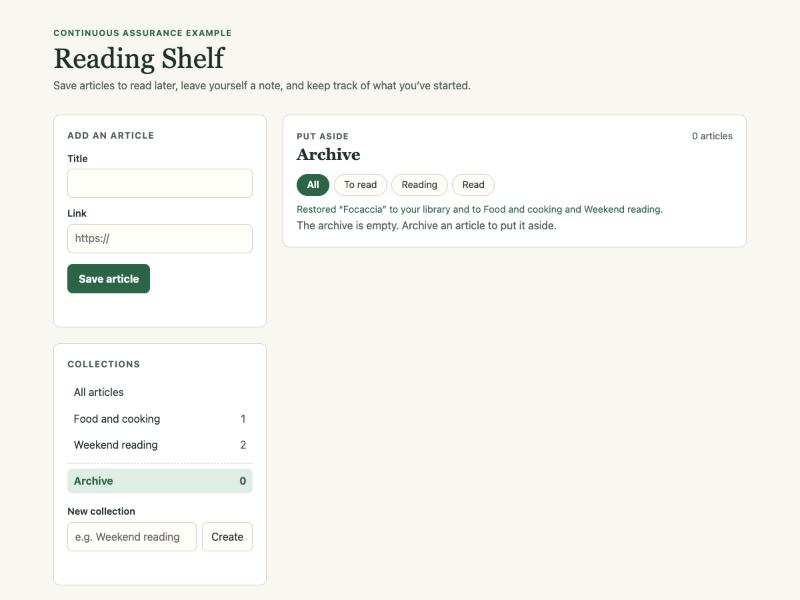 CONTINUOUS ASSURANCE EXAMPLE
Reading Shelf
Save articles to read later, leave yourself a note, and keep track of what you’ve started.
ADD AN ARTICLE
Title
Link
https://
Save article
COLLECTIONS
All articles
Food and cooking 1
Weekend reading 2
Archive 0
New collection
e.g. Weekend reading Create
PUT ASIDE 0 articles
Archive
All To read Reading Read
Restored “Focaccia” to your library and to Food and cooking and Weekend reading.
The archive is empty. Archive an article to put it aside.